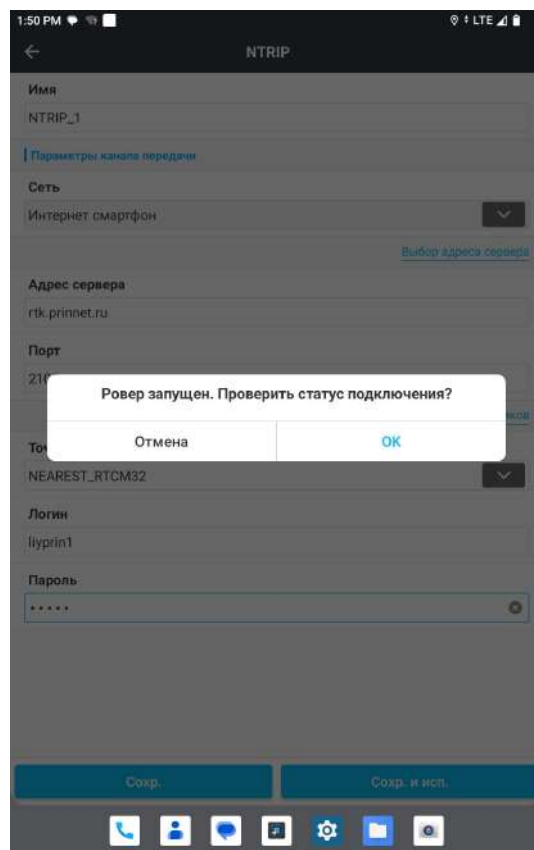 1:50 PM
LTE
NTRIP
Имя
NTRIP_1
Параметры канала передачи
Сеть
Интернет смартфон
Выбор адреса сервера
Адрес сервера
rtk.prinnet.ru
Порт
210
Ровер запущен. Проверить статус подключения?
Отмена
OK
NEAREST_RTCM32
Логин
liyprin1
Пароль
•••••
Сохр.
Сохр. и исп.